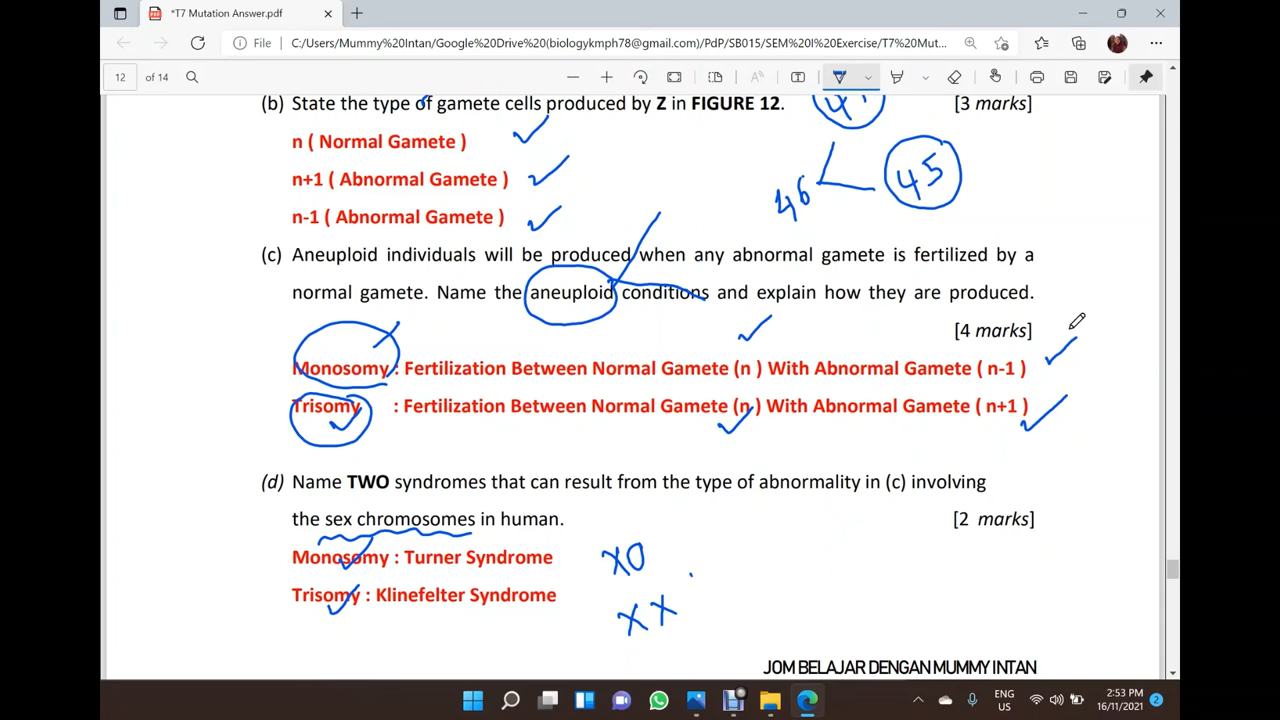 *T7 Mutation Answer.pdf
File
C:/Users/Mummy%20Intan/Google%20Drive%20(biologykmph78@gmail.com)/PdP/SB015/SEM%20I%20Exercise/T7%20Mut...
12 of 14
(b) State the type of gamete cells produced by Z in FIGURE 12. [3 marks]
n ( Normal Gamete )
n+1 ( Abnormal Gamete )
n-1 ( Abnormal Gamete )
46
45
(c) Aneuploid individuals will be produced when any abnormal gamete is fertilized by a
normal gamete. Name the aneuploid conditions and explain how they are produced.
[4 marks]
Monosomy : Fertilization Between Normal Gamete (n ) With Abnormal Gamete ( n-1 )
Trisomy : Fertilization Between Normal Gamete (n ) With Abnormal Gamete ( n+1 )
(d) Name TWO syndromes that can result from the type of abnormality in (c) involving
the sex chromosomes in human. [2 marks]
Monosomy : Turner Syndrome XO
Trisomy : Klinefelter Syndrome XX
JOM BELAJAR DENGAN MUMMY INTAN
ENG
US
2:53 PM
16/11/2021
2